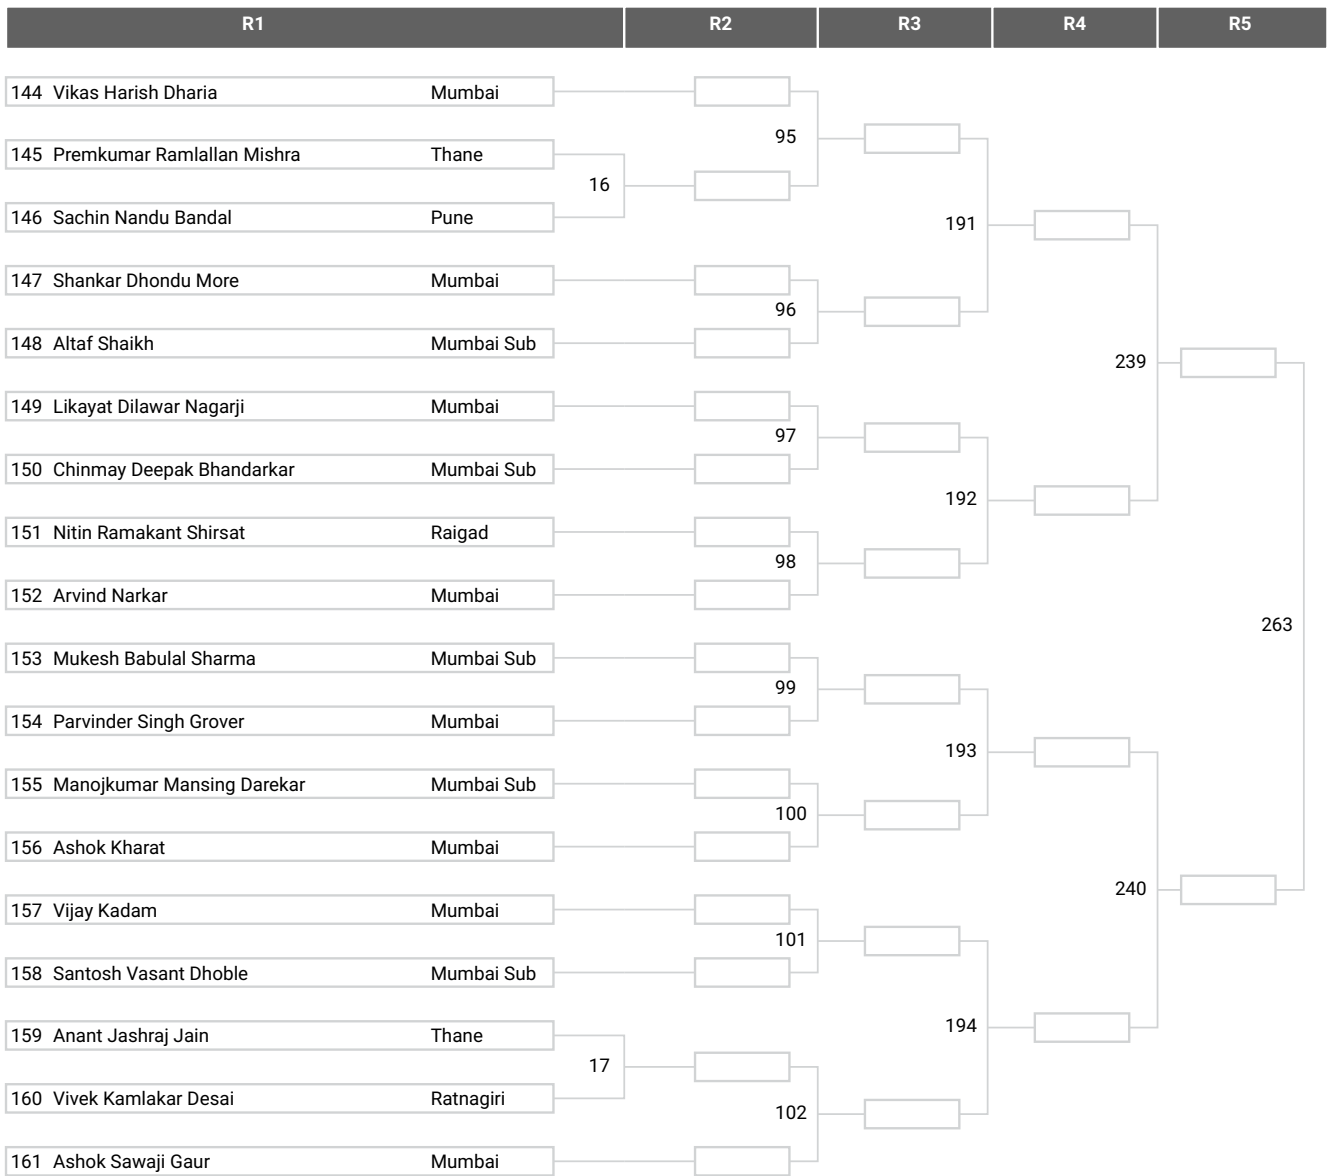 R1 R2 R3 R4 R5
144 Vikas Harish Dharia Mumbai
95
145 Premkumar Ramlallan Mishra Thane
16
146 Sachin Nandu Bandal Pune
191
147 Shankar Dhondu More Mumbai
96
148 Altaf Shaikh Mumbai Sub
239
149 Likayat Dilawar Nagarji Mumbai
97
150 Chinmay Deepak Bhandarkar Mumbai Sub
192
151 Nitin Ramakant Shirsat Raigad
98
152 Arvind Narkar Mumbai
263
153 Mukesh Babulal Sharma Mumbai Sub
99
154 Parvinder Singh Grover Mumbai
193
155 Manojkumar Mansing Darekar Mumbai Sub
100
156 Ashok Kharat Mumbai
240
157 Vijay Kadam Mumbai
101
158 Santosh Vasant Dhoble Mumbai Sub
194
159 Anant Jashraj Jain Thane
17
160 Vivek Kamlakar Desai Ratnagiri
102
161 Ashok Sawaji Gaur Mumbai